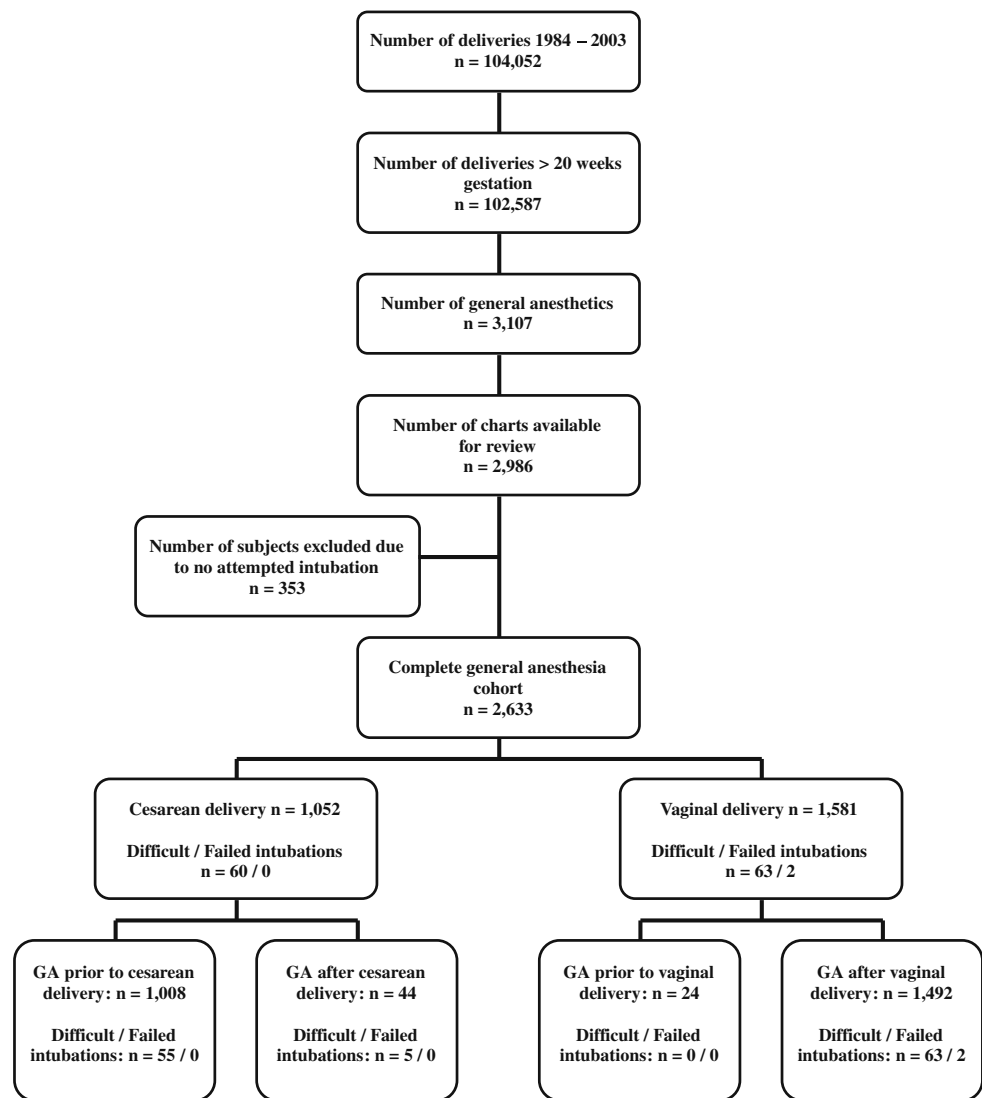 Number of deliveries 1984 – 2003
n = 104,052
Number of deliveries > 20 weeks
gestation
n = 102,587
Number of general anesthetics
n = 3,107
Number of charts available
for review
n = 2,986
Number of subjects excluded due
to no attempted intubation
n = 353
Complete general anesthesia
cohort
n = 2,633
Cesarean delivery n = 1,052
Difficult / Failed intubations
n = 60 / 0
Vaginal delivery n = 1,581
Difficult / Failed intubations
n = 63 / 2
GA prior to cesarean
delivery: n = 1,008
Difficult / Failed
intubations: n = 55 / 0
GA after cesarean
delivery: n = 44
Difficult / Failed
intubations: n = 5 / 0
GA prior to vaginal
delivery: n = 24
Difficult / Failed
intubations: n = 0 / 0
GA after vaginal
delivery: n = 1,492
Difficult / Failed
intubations: n = 63 / 2